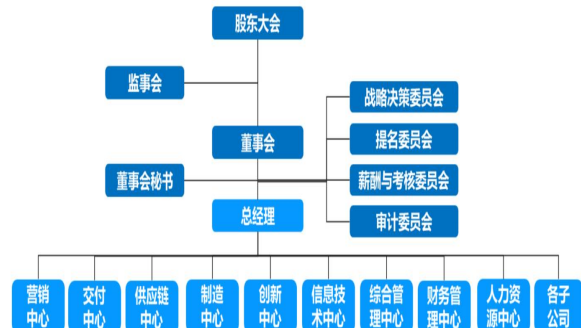 股东大会
监事会
战略决策委员会
董事会
提名委员会
董事会秘书
薪酬与考核委员会
总经理
审计委员会
营销
中心
交付
中心
供应链
中心
制造
中心
创新
中心
信息技
术中心
综合管
理中心
财务管
理中心
人力资
源中心
各子
公司